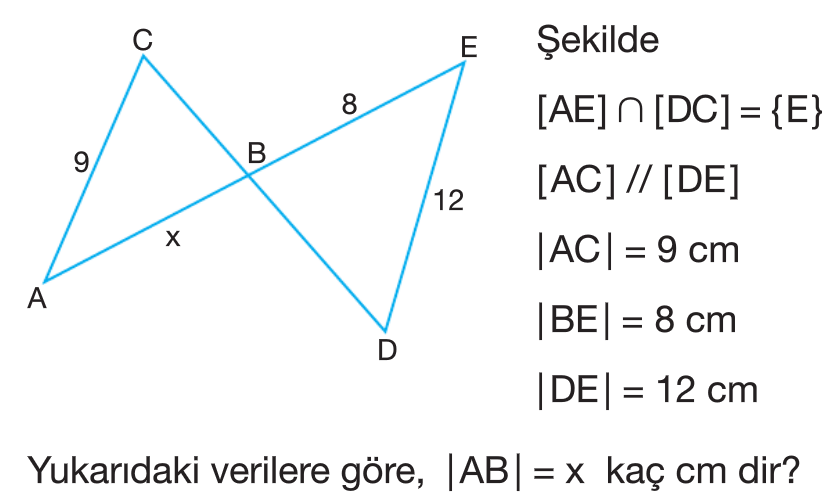 C
E
Şekilde
8
[AE] ∩ [DC] = {E}
9
B
[AC] // [DE]
12
x
|AC| = 9 cm
A
|BE| = 8 cm
D
|DE| = 12 cm
Yukarıdaki verilere göre, |AB| = x kaç cm dir?